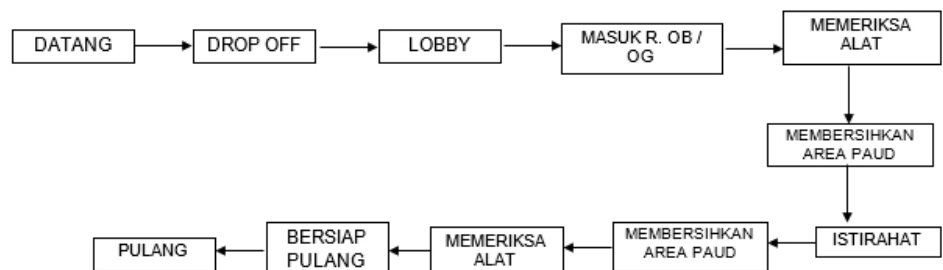 DATANG
DROP OFF
LOBBY
MASUK R. OB /
OG
MEMERIKSA
ALAT
MEMBERSIHKAN
AREA PAUD
ISTIRAHAT
MEMBERSIHKAN
AREA PAUD
MEMERIKSA
ALAT
BERSIAP
PULANG
PULANG